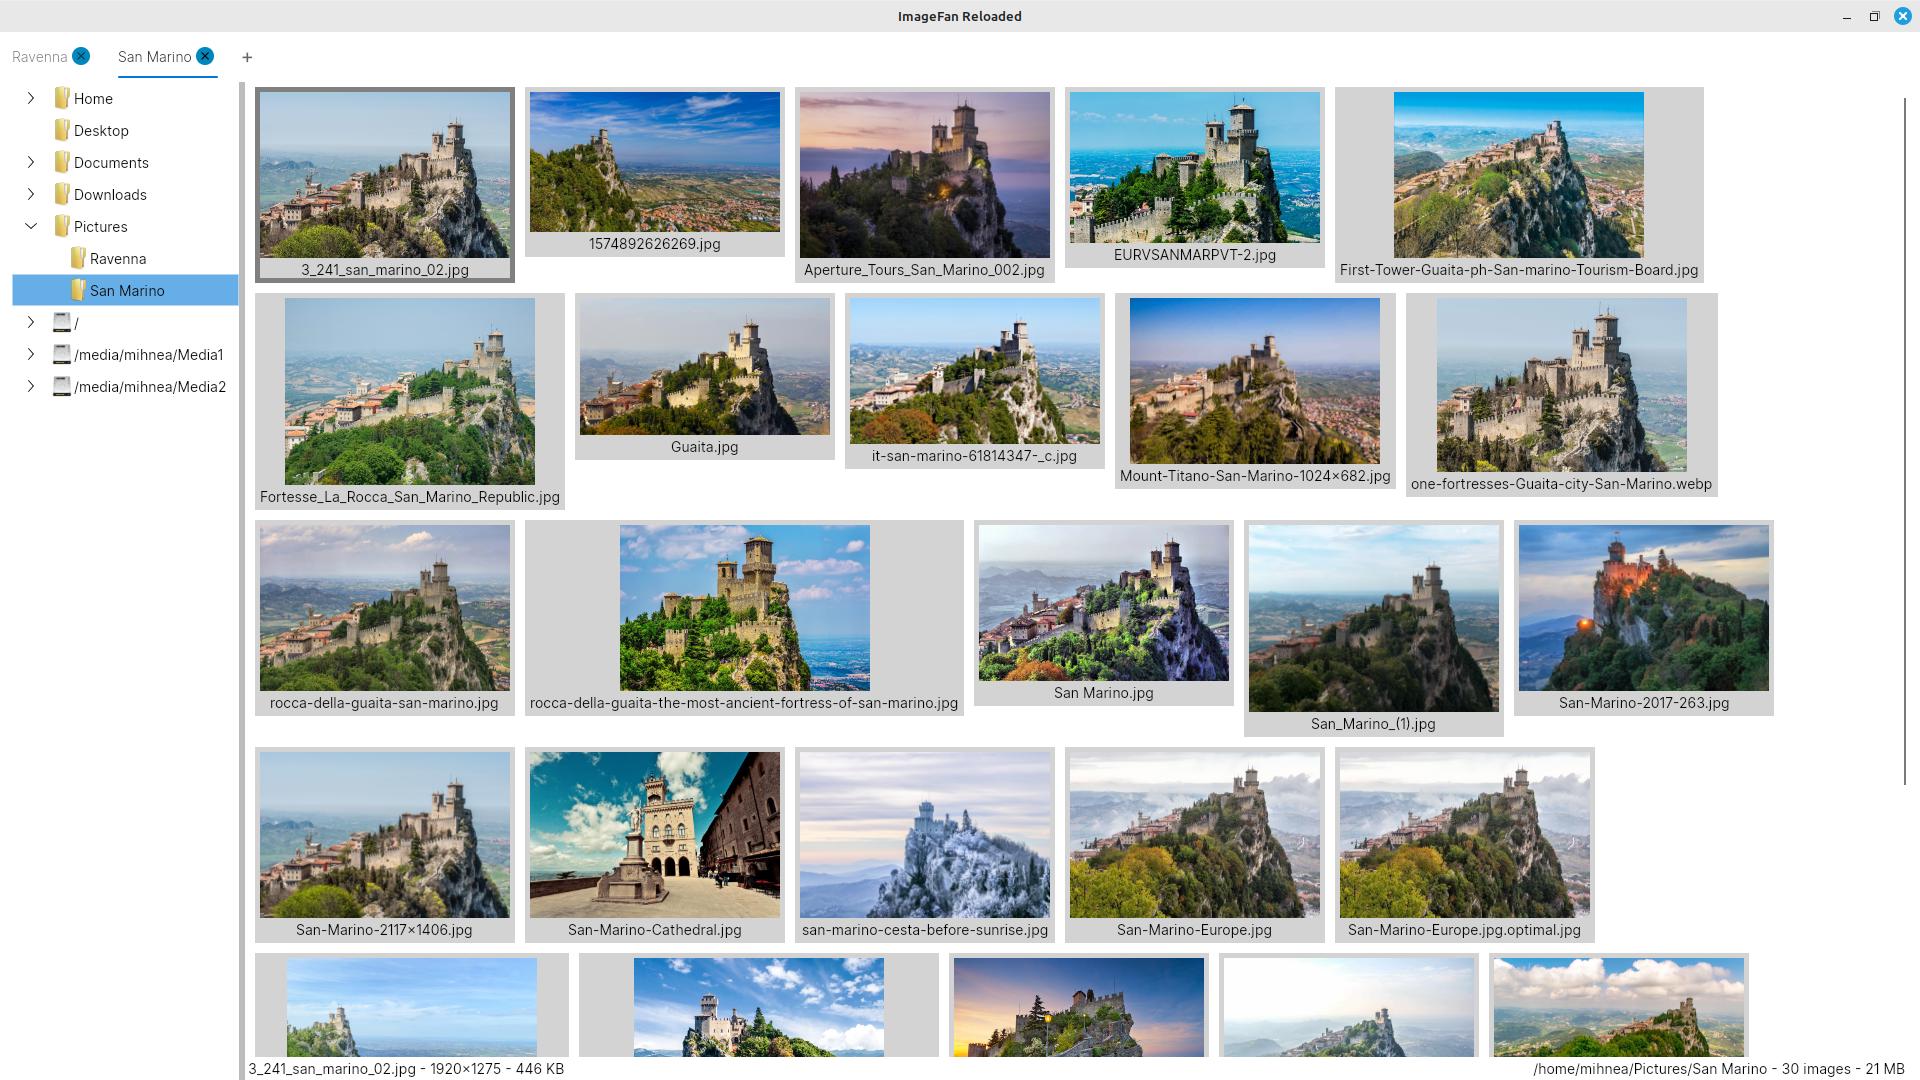 ImageFan Reloaded
Ravenna
San Marino
+
Home
Desktop
Documents
Downloads
Pictures
Ravenna
San Marino
/
/media/mihnea/Media1
/media/mihnea/Media2
3_241_san_marino_02.jpg
1574892626269.jpg
Aperture_Tours_San_Marino_002.jpg
EURVSANMARPVT-2.jpg
First-Tower-Guaita-ph-San-marino-Tourism-Board.jpg
Fortesse_La_Rocca_San_Marino_Republic.jpg
Guaita.jpg
it-san-marino-61814347-_c.jpg
Mount-Titano-San-Marino-1024×682.jpg
one-fortresses-Guaita-city-San-Marino.webp
rocca-della-guaita-san-marino.jpg
rocca-della-guaita-the-most-ancient-fortress-of-san-marino.jpg
San Marino.jpg
San_Marino_(1).jpg
San-Marino-2017-263.jpg
San-Marino-2117×1406.jpg
San-Marino-Cathedral.jpg
san-marino-cesta-before-sunrise.jpg
San-Marino-Europe.jpg
San-Marino-Europe.jpg.optimal.jpg
3_241_san_marino_02.jpg - 1920×1275 - 446 KB
/home/mihnea/Pictures/San Marino - 30 images - 21 MB